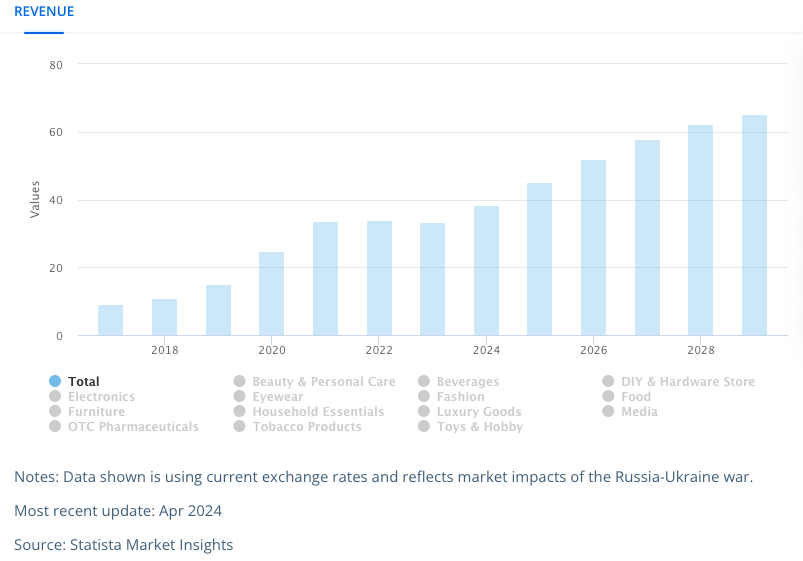 REVENUE
80
60
40
20
0
Values
2018 2020 2022 2024 2026 2028
Total Beauty & Personal Care Beverages DIY & Hardware Store
Electronics Eyewear Fashion Food
Furniture Household Essentials Luxury Goods Media
OTC Pharmaceuticals Tobacco Products Toys & Hobby
Notes: Data shown is using current exchange rates and reflects market impacts of the Russia-Ukraine war.
Most recent update: Apr 2024
Source: Statista Market Insights